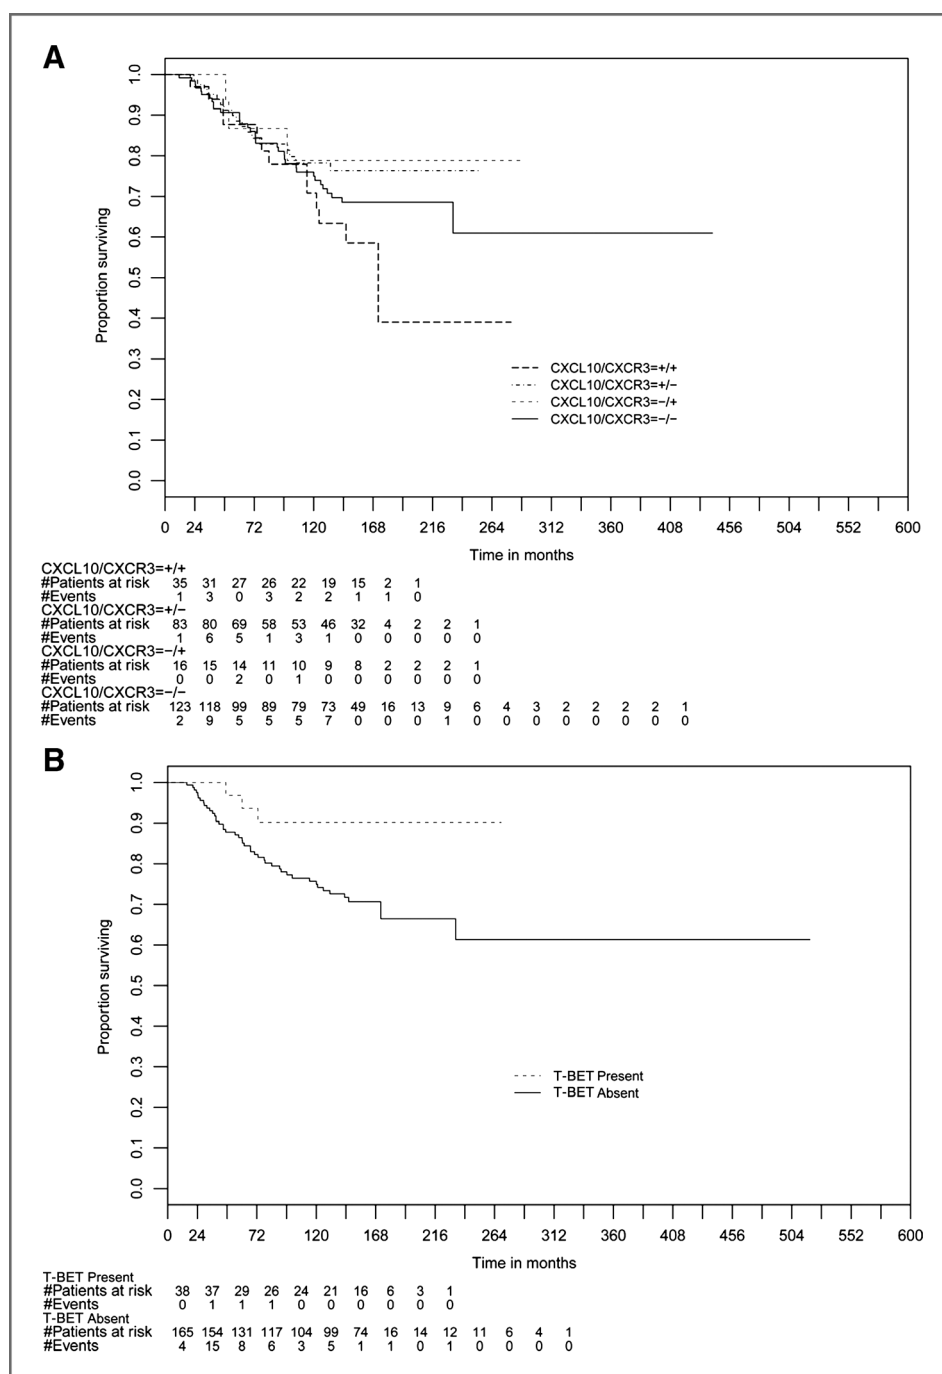 A
Proportion surviving
1.0
0.9
0.8
0.7
0.6
0.5
0.4
0.3
0.2
0.1
0.0
CXCL10/CXCR3=+/+
CXCL10/CXCR3=+/−
CXCL10/CXCR3=−/+
CXCL10/CXCR3=−/−
0 24 72 120 168 216 264 312 360 408 456 504 552 600
Time in months
CXCL10/CXCR3=+/+
#Patients at risk 35 31 27 26 22 19 15 2 1
#Events 1 3 0 3 2 2 1 1 0
CXCL10/CXCR3=+/−
#Patients at risk 83 80 69 58 53 46 32 4 2 2 1
#Events 1 6 5 1 3 1 0 0 0 0 0
CXCL10/CXCR3=−/+
#Patients at risk 16 15 14 11 10 9 8 2 2 2 1
#Events 0 0 2 0 1 0 0 0 0 0 0
CXCL10/CXCR3=−/−
#Patients at risk 123 118 99 89 79 73 49 16 13 9 6 4 3 2 2 2 2 1
#Events 2 9 5 5 5 7 0 0 0 1 0 0 0 0 0 0 0 0
B
Proportion surviving
1.0
0.9
0.8
0.7
0.6
0.5
0.4
0.3
0.2
0.1
0.0
T-BET Present
T-BET Absent
0 24 72 120 168 216 264 312 360 408 456 504 552 600
Time in months
T-BET Present
#Patients at risk 38 37 29 26 24 21 16 6 3 1
#Events 0 1 1 1 0 0 0 0 0 0
T-BET Absent
#Patients at risk 165 154 131 117 104 99 74 16 14 12 11 6 4 1
#Events 4 15 8 6 3 5 1 1 0 1 0 0 0 0